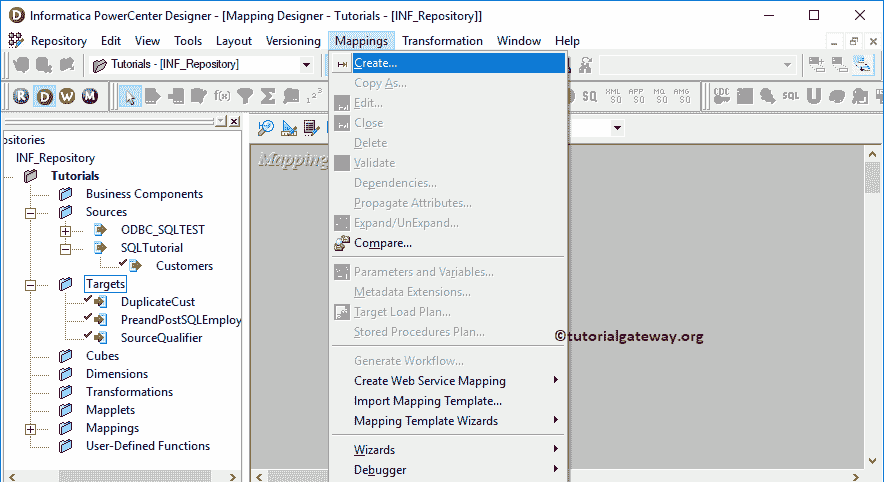 Informatica PowerCenter Designer - [Mapping Designer - Tutorials - [INF_Repository]]
Repository Edit View Tools Layout Versioning Mappings Transformation Window Help
Tutorials - [INF_Repository]
R D W M
f(x) Σ 1 2 3
SQ XML SQ APP SQ MQ SQ AMG SQ CDC SQL
ositories
INF_Repository
Tutorials
Business Components
Sources
ODBC_SQLTEST
SQLTutorial
Customers
Targets
DuplicateCust
PreandPostSQLEmploy
SourceQualifier
Cubes
Dimensions
Transformations
Mapplets
Mappings
User-Defined Functions
Mapping
Create...
Copy As...
Edit...
Close
Delete
Validate
Dependencies...
Propagate Attributes...
Expand/UnExpand...
Compare...
Parameters and Variables...
Metadata Extensions...
Target Load Plan...
Stored Procedures Plan...
Generate Workflow...
Create Web Service Mapping
Import Mapping Template...
Mapping Template Wizards
Wizards
Debugger
©tutorialgateway.org